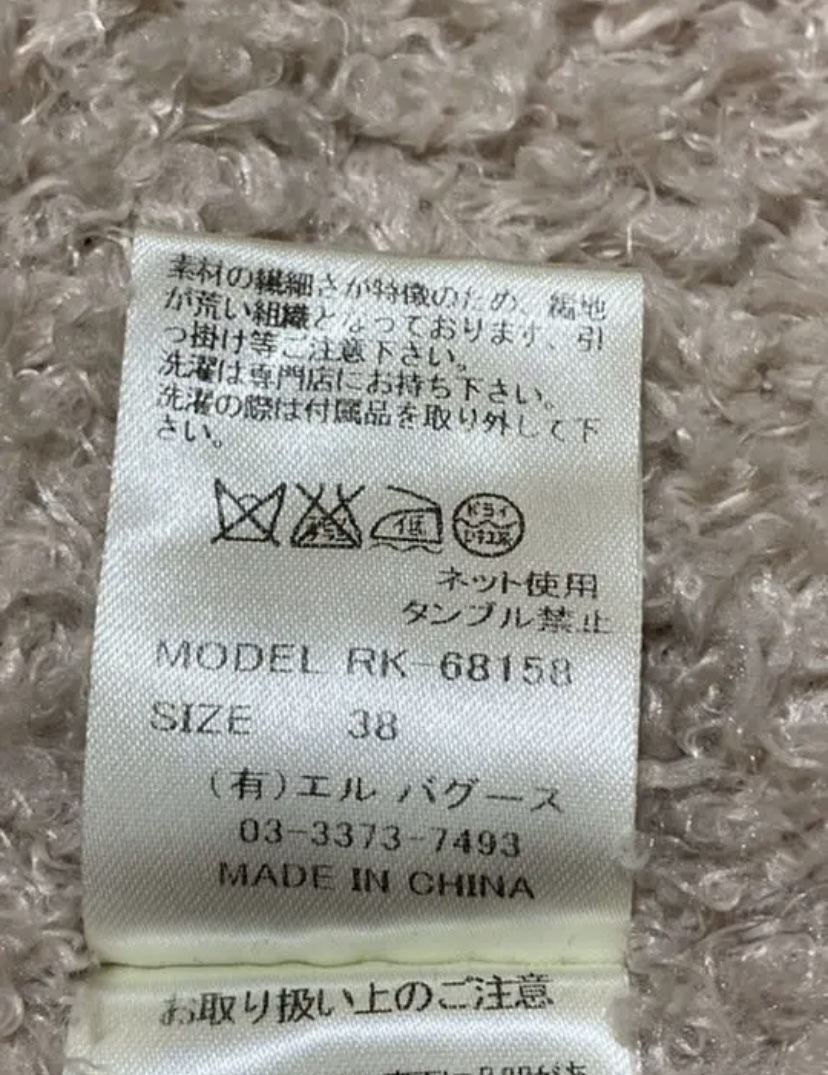 素材の繊細さが特徴のため、編地
が荒い組織となっております、引
っ掛け等ご注意下さい。
洗濯は専門店にお持ち下さい。
洗濯の際は付属品を取り外して下
さい。
低 ドライ
ネット使用
タンブル禁止
MODEL RK-68158
SIZE 38
(有)エル バグース
03-3373-7493
MADE IN CHINA
お取り扱い上のご注意